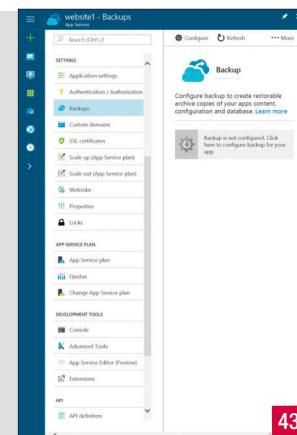 website1 - Backups
App Service
Search (Ctrl+/)
SETTINGS
Application settings
Authentication / Authorization
Backups
Custom domains
SSL certificates
Scale up (App Service plan)
Scale out (App Service plan)
WebJobs
Properties
Locks
APP SERVICE PLAN
App Service plan
Quotas
Change App Service plan
DEVELOPMENT TOOLS
Console
Advanced Tools
App Service Editor (Preview)
Extensions
API
API definition
Configure Refresh ••• More
Backup
Configure backup to create restorable
archive copies of your apps content,
configuration and database. Learn more
Backup is not configured. Click
here to configure backup for your
app.
43